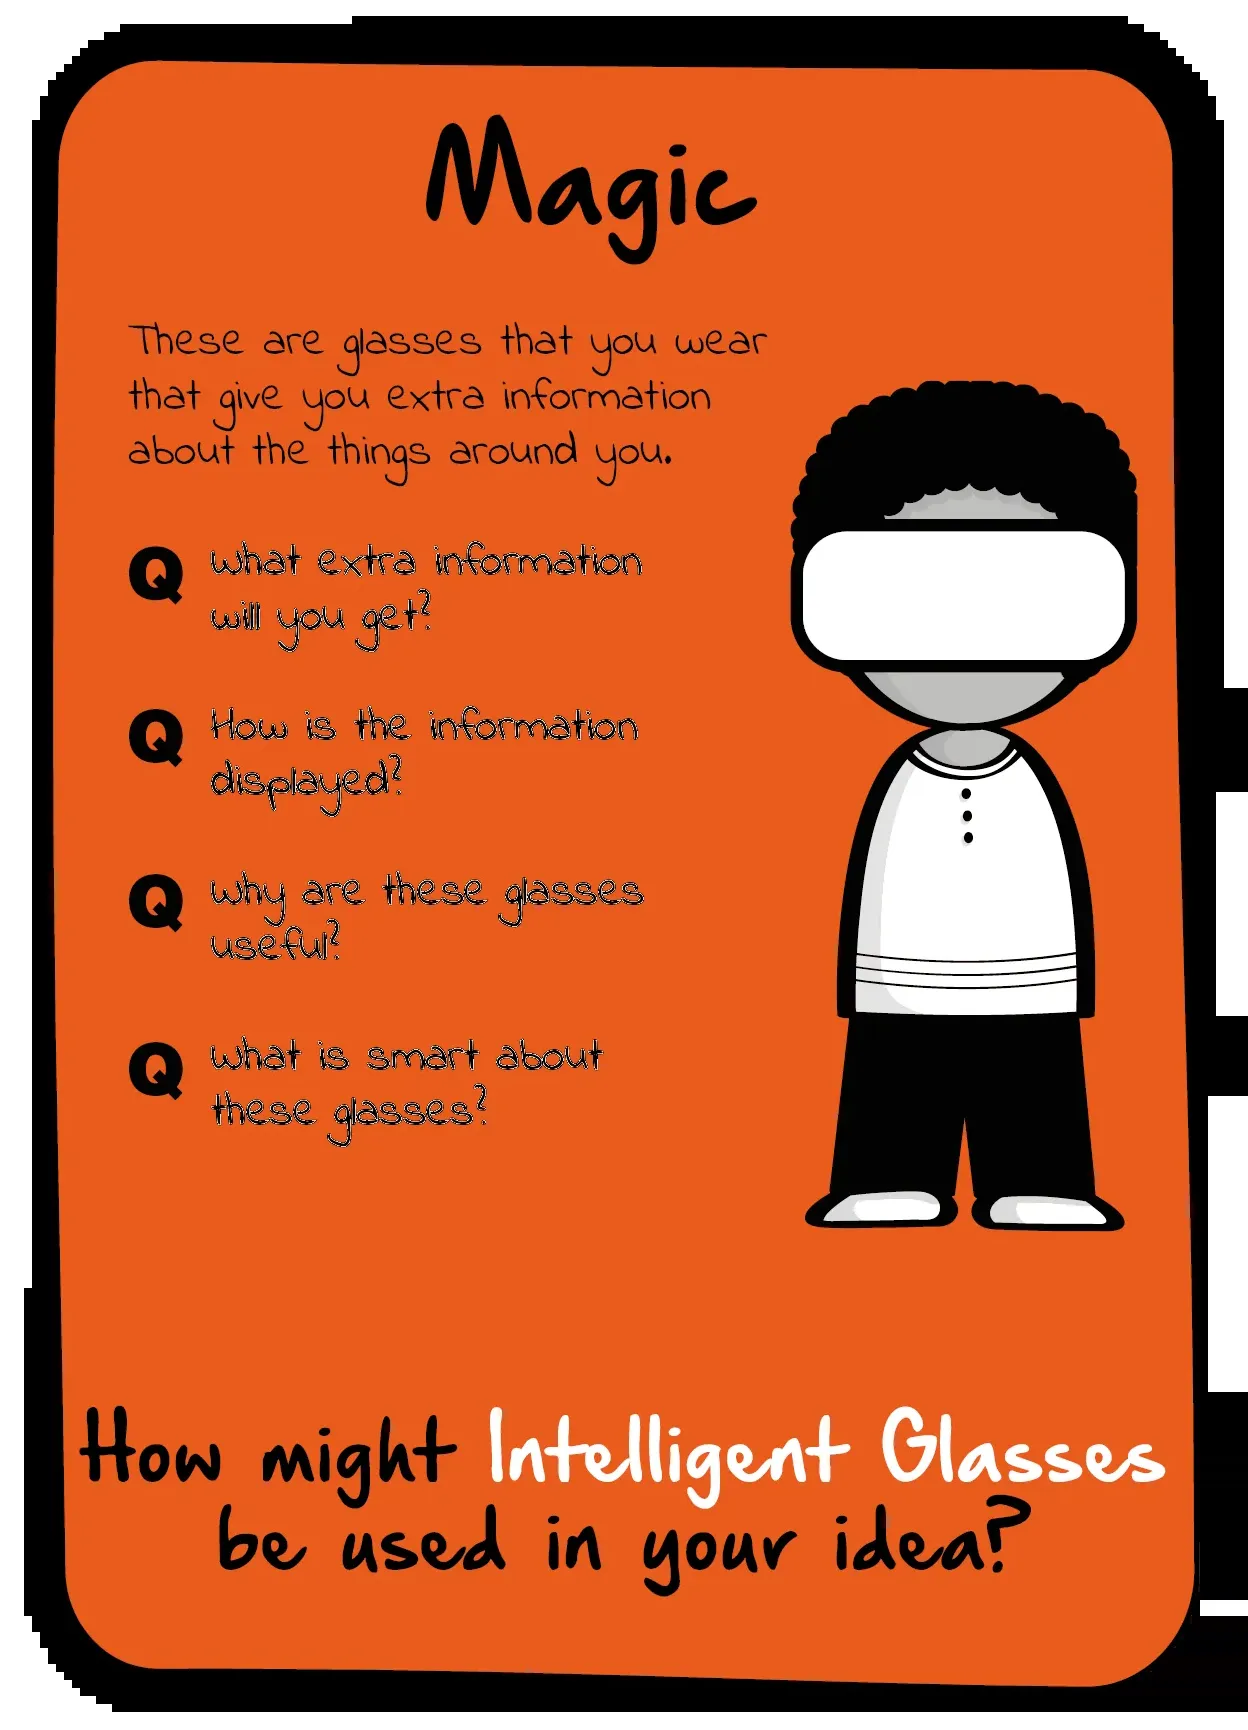 Magic
These are glasses that you wear
that give you extra information
about the things around you.
Q What extra information
will you get?
Q How is the information
displayed?
Q Why are these glasses
useful?
Q What is smart about
these glasses?
How might Intelligent Glasses
be used in your idea?